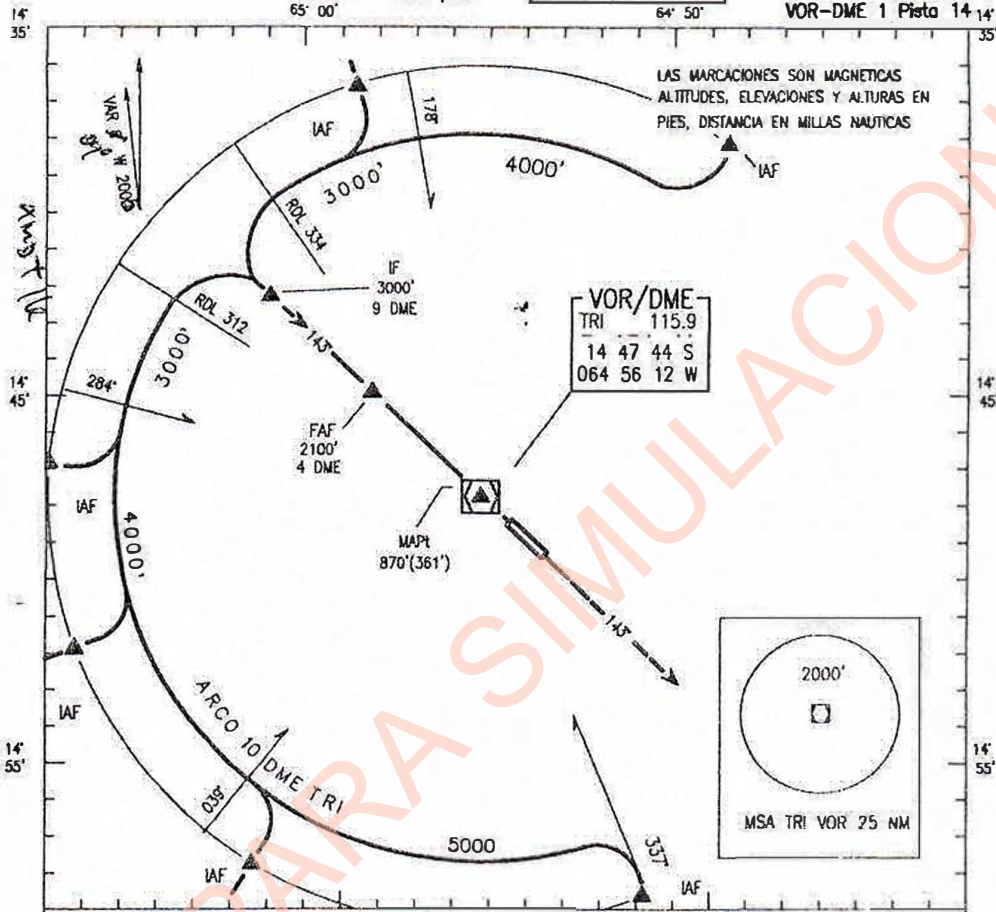 65° 00'
64° 50'
VOR-DME 1 Pista 14
14°
35'
14°
35'
LAS MARCACIONES SON MAGNETICAS
ALTITUDES, ELEVACIONES Y ALTURAS EN
PIES, DISTANCIA EN MILLAS NAUTICAS
IAF
178°
VAR W
4000'
IAF
3000'
RDL 334
IF
3000'
9 DME
RDL 312
VOR/DME
TRI 115.9
14 47 44 S
064 56 12 W
143°
3000'
284°
14°
45'
14°
45'
FAF
2100'
4 DME
IAF
4000'
MAPt
870'(361')
143°
2000'
IAF
ARCO 10 DME TRI
14°
55'
14°
55'
039°
MSA TRI VOR 25 NM
5000
337°
IAF
IAF
PARA SIMULACION